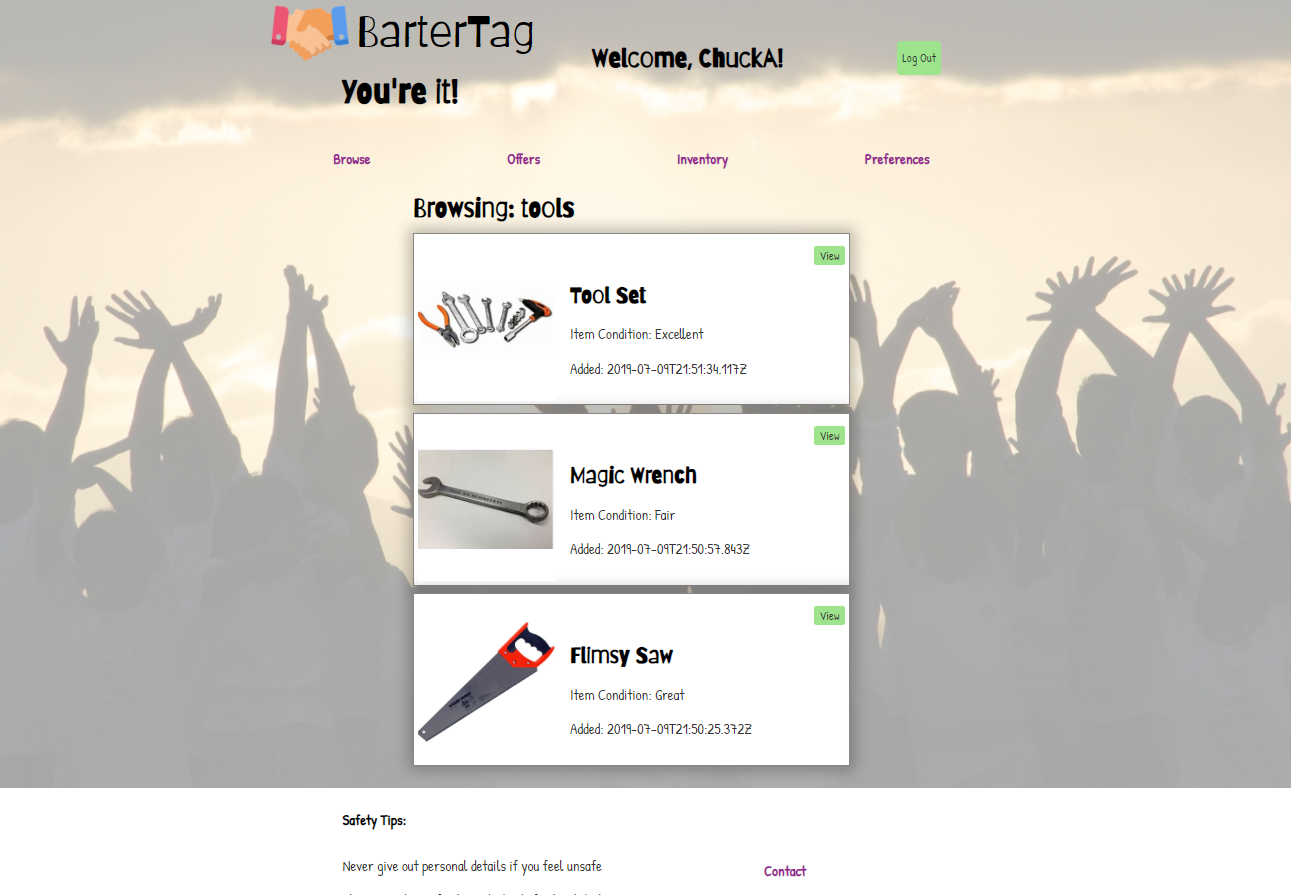 BarterTag
Welcome, ChuckA!
Log Out
You're it!
Browse Offers Inventory Preferences
Browsing: tools
View
Tool Set
Item Condition: Excellent
Added: 2019-07-09T21:51:34.117Z
View
Magic Wrench
Item Condition: Fair
Added: 2019-07-09T21:50:57.843Z
View
Flimsy Saw
Item Condition: Great
Added: 2019-07-09T21:50:25.372Z
Safety Tips:
Never give out personal details if you feel unsafe
Contact